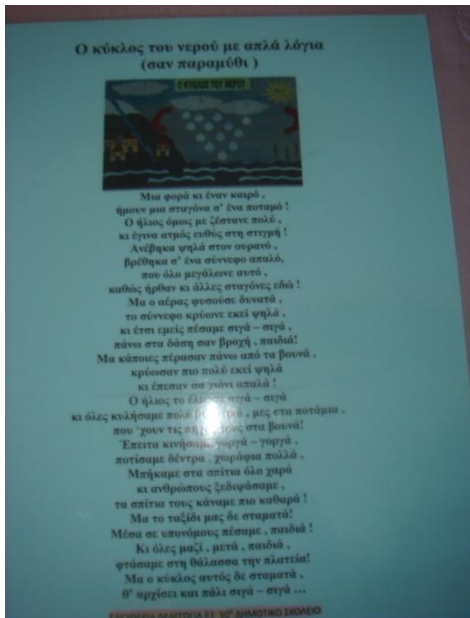 Ο κύκλος του νερού με απλά λόγια
(σαν παραμύθι )
Ο ΚΥΚΛΟΣ ΤΟΥ ΝΕΡΟΥ
Μια φορά κι έναν καιρό ,
ήμουν μια σταγόνα σ' ένα ποταμό !
Ο ήλιος όμως με ζέστανε πολύ ,
κι έγινα ατμός ευθύς στη στιγμή !
Ανέβηκα ψηλά στον ουρανό ,
βρέθηκα σ' ένα σύννεφο απαλό,
που όλο μεγάλωνε αυτό ,
καθώς ήρθαν κι άλλες σταγόνες εδώ !
Μα ο αέρας φυσούσε δυνατά ,
το σύννεφο κρύωνε εκεί ψηλά ,
κι έτσι εμείς πέσαμε σιγά – σιγά ,
πάνω στα δάση σαν βροχή , παιδιά!
Μα κάποιες πέρασαν πάνω από τα βουνά ,
κρύωσαν πιο πολύ εκεί ψηλά
κι έπεσαν σα χιόνι απαλά !
Ο ήλιος το σιγά – σιγά
κι όλες κυλήσαμε πολύ , μες στα ποτάμια ,
που 'χουν τις στα βουνά!
Έπειτα κινήσαμε γοργά – γοργά ,
ποτίσαμε δέντρα , χωράφια πολλά ,
Μπήκαμε στα σπίτια όλο χαρά
κι ανθρώπους ξεδιψάσαμε ,
τα σπίτια τους κάναμε πιο καθαρά !
Μα το ταξίδι μας δε σταματά!
Μέσα σε υπονόμους πέσαμε , παιδιά !
Κι όλες μαζί , μετά , παιδιά ,
φτάσαμε στη θάλασσα την πλατεία!
Μα ο κύκλος αυτός δε σταματά ,
θ' αρχίσει και πάλι σιγά – σιγά ...
10° ΔΗΜΟΤΙΚΟ ΣΧΟΛΕΙΟ